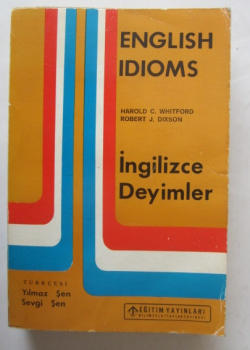 ENGLISH
IDIOMS
HAROLD C. WHITFORD
ROBERT J. DIXSON
İngilizce
Deyimler
TÜRKÇESİ
Yılmaz Şen
Sevgi Şen
EĞİTİM YAYINLARI